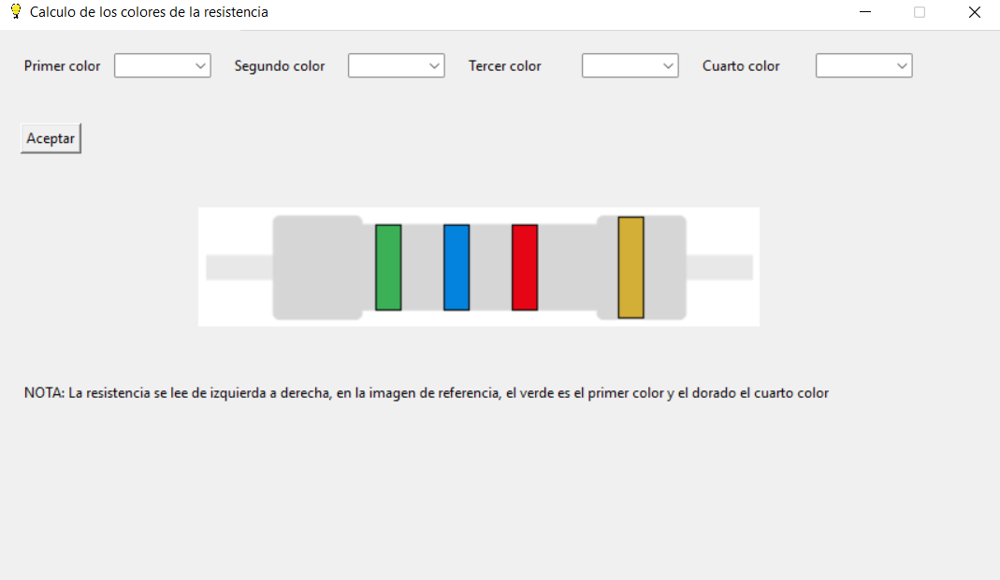 Calculo de los colores de la resistencia
Primer color Segundo color Tercer color Cuarto color
Aceptar
NOTA: La resistencia se lee de izquierda a derecha, en la imagen de referencia, el verde es el primer color y el dorado el cuarto color